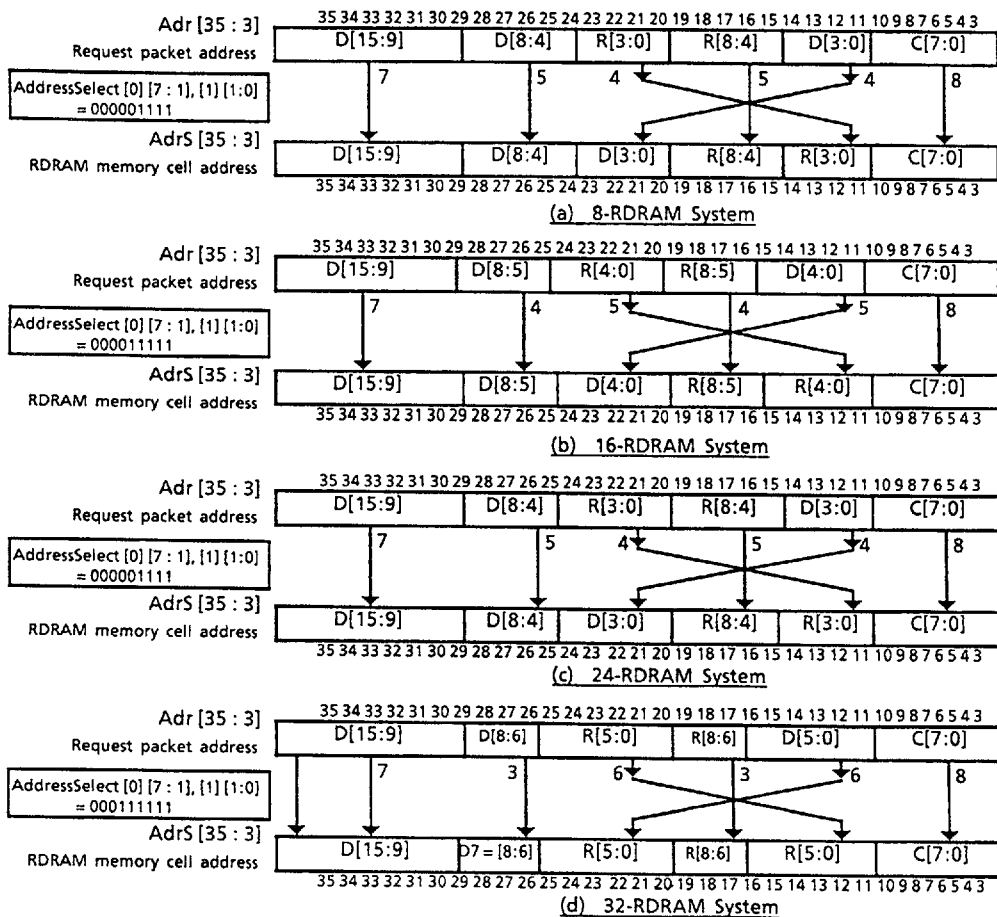 35 34 33 32 31 30 29 28 27 26 25 24 23 22 21 20 19 18 17 16 15 14 13 12 11 10 9 8 7 6 5 4 3
Adr [35 : 3]
Request packet address
D[15:9] D[8:4] R[3:0] R[8:4] D[3:0] C[7:0]
7 5 4 5 4 8
AddressSelect [0] [7 : 1], [1] [1:0]
= 000001111
AdrS [35 : 3]
RDRAM memory cell address
D[15:9] D[8:4] D[3:0] R[8:4] R[3:0] C[7:0]
35 34 33 32 31 30 29 28 27 26 25 24 23 22 21 20 19 18 17 16 15 14 13 12 11 10 9 8 7 6 5 4 3
(a) 8-RDRAM System
35 34 33 32 31 30 29 28 27 26 25 24 23 22 21 20 19 18 17 16 15 14 13 12 11 10 9 8 7 6 5 4 3
Adr [35 : 3]
Request packet address
D[15:9] D[8:5] R[4:0] R[8:5] D[4:0] C[7:0]
7 4 5 4 5 8
AddressSelect [0] [7 : 1], [1] [1:0]
= 000011111
AdrS [35 : 3]
RDRAM memory cell address
D[15:9] D[8:5] D[4:0] R[8:5] R[4:0] C[7:0]
35 34 33 32 31 30 29 28 27 26 25 24 23 22 21 20 19 18 17 16 15 14 13 12 11 10 9 8 7 6 5 4 3
(b) 16-RDRAM System
35 34 33 32 31 30 29 28 27 26 25 24 23 22 21 20 19 18 17 16 15 14 13 12 11 10 9 8 7 6 5 4 3
Adr [35 : 3]
Request packet address
D[15:9] D[8:4] R[3:0] R[8:4] D[3:0] C[7:0]
7 5 4 5 4 8
AddressSelect [0] [7 : 1], [1] [1:0]
= 000001111
AdrS [35 : 3]
RDRAM memory cell address
D[15:9] D[8:4] D[3:0] R[8:4] R[3:0] C[7:0]
35 34 33 32 31 30 29 28 27 26 25 24 23 22 21 20 19 18 17 16 15 14 13 12 11 10 9 8 7 6 5 4 3
(c) 24-RDRAM System
35 34 33 32 31 30 29 28 27 26 25 24 23 22 21 20 19 18 17 16 15 14 13 12 11 10 9 8 7 6 5 4 3
Adr [35 : 3]
Request packet address
D[15:9] D[8:6] R[5:0] R[8:6] D[5:0] C[7:0]
7 3 6 3 6 8
AddressSelect [0] [7 : 1], [1] [1:0]
= 000111111
AdrS [35 : 3]
RDRAM memory cell address
D[15:9] D7 = [8:6] R[5:0] R[8:6] R[5:0] C[7:0]
35 34 33 32 31 30 29 28 27 26 25 24 23 22 21 20 19 18 17 16 15 14 13 12 11 10 9 8 7 6 5 4 3
(d) 32-RDRAM System